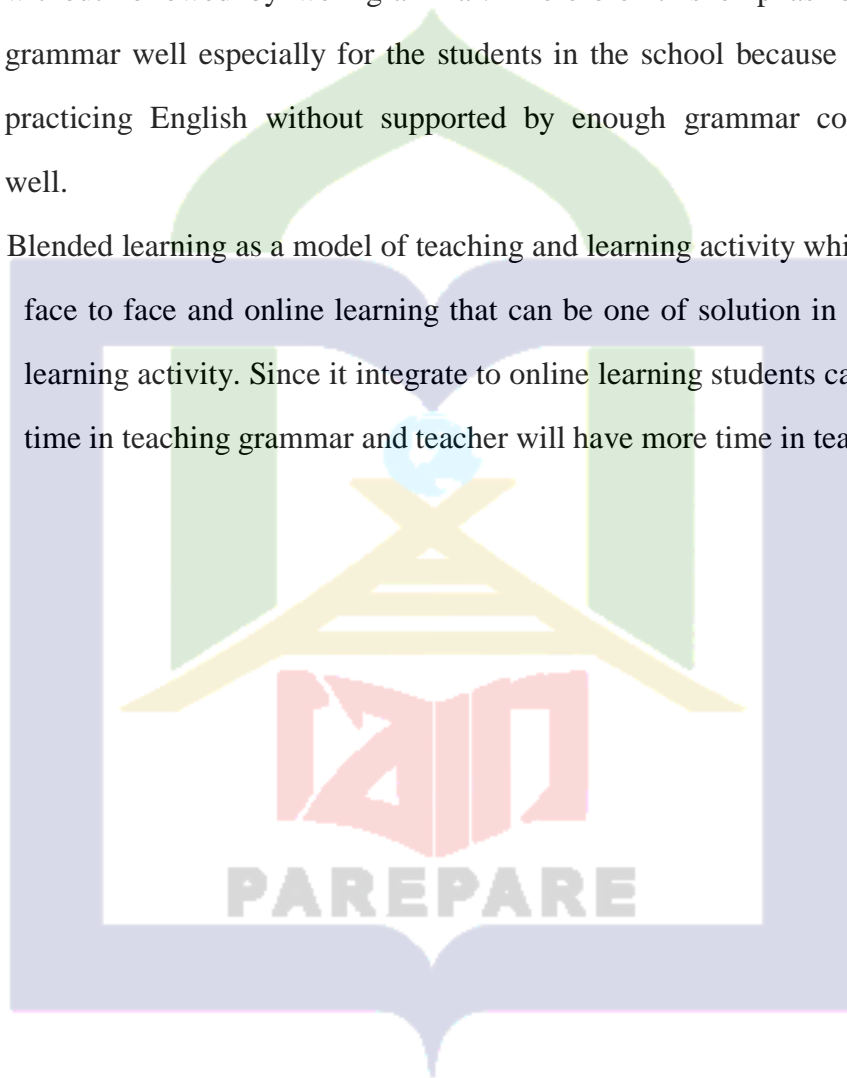 grammar well especially for the students in the school because
practicing English without supported by enough grammar co
well.
Blended learning as a model of teaching and learning activity whi
face to face and online learning that can be one of solution in
learning activity. Since it integrate to online learning students ca
time in teaching grammar and teacher will have more time in tea
iain
PAREPARE